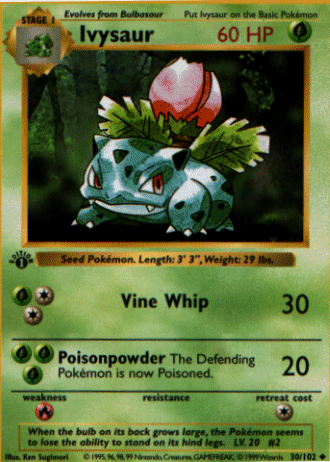 STAGE 1
Evolves from Bulbasaur
Put Ivysaur on the Basic Pokémon
Ivysaur
60 HP
EDITION
1
Seed Pokémon. Length: 3' 3", Weight: 29 lbs.
Vine Whip
30
Poisonpowder The Defending
Pokémon is now Poisoned.
20
weakness
resistance
retreat cost
When the bulb on its back grows large, the Pokémon seems
to lose the ability to stand on its hind legs. LV. 20 #2
Illus. Ken Sugimori
© 1995, 96, 98, 99 Nintendo, Creatures, GAMEFREAK. © 1999 Wizards.
30/102 ◆